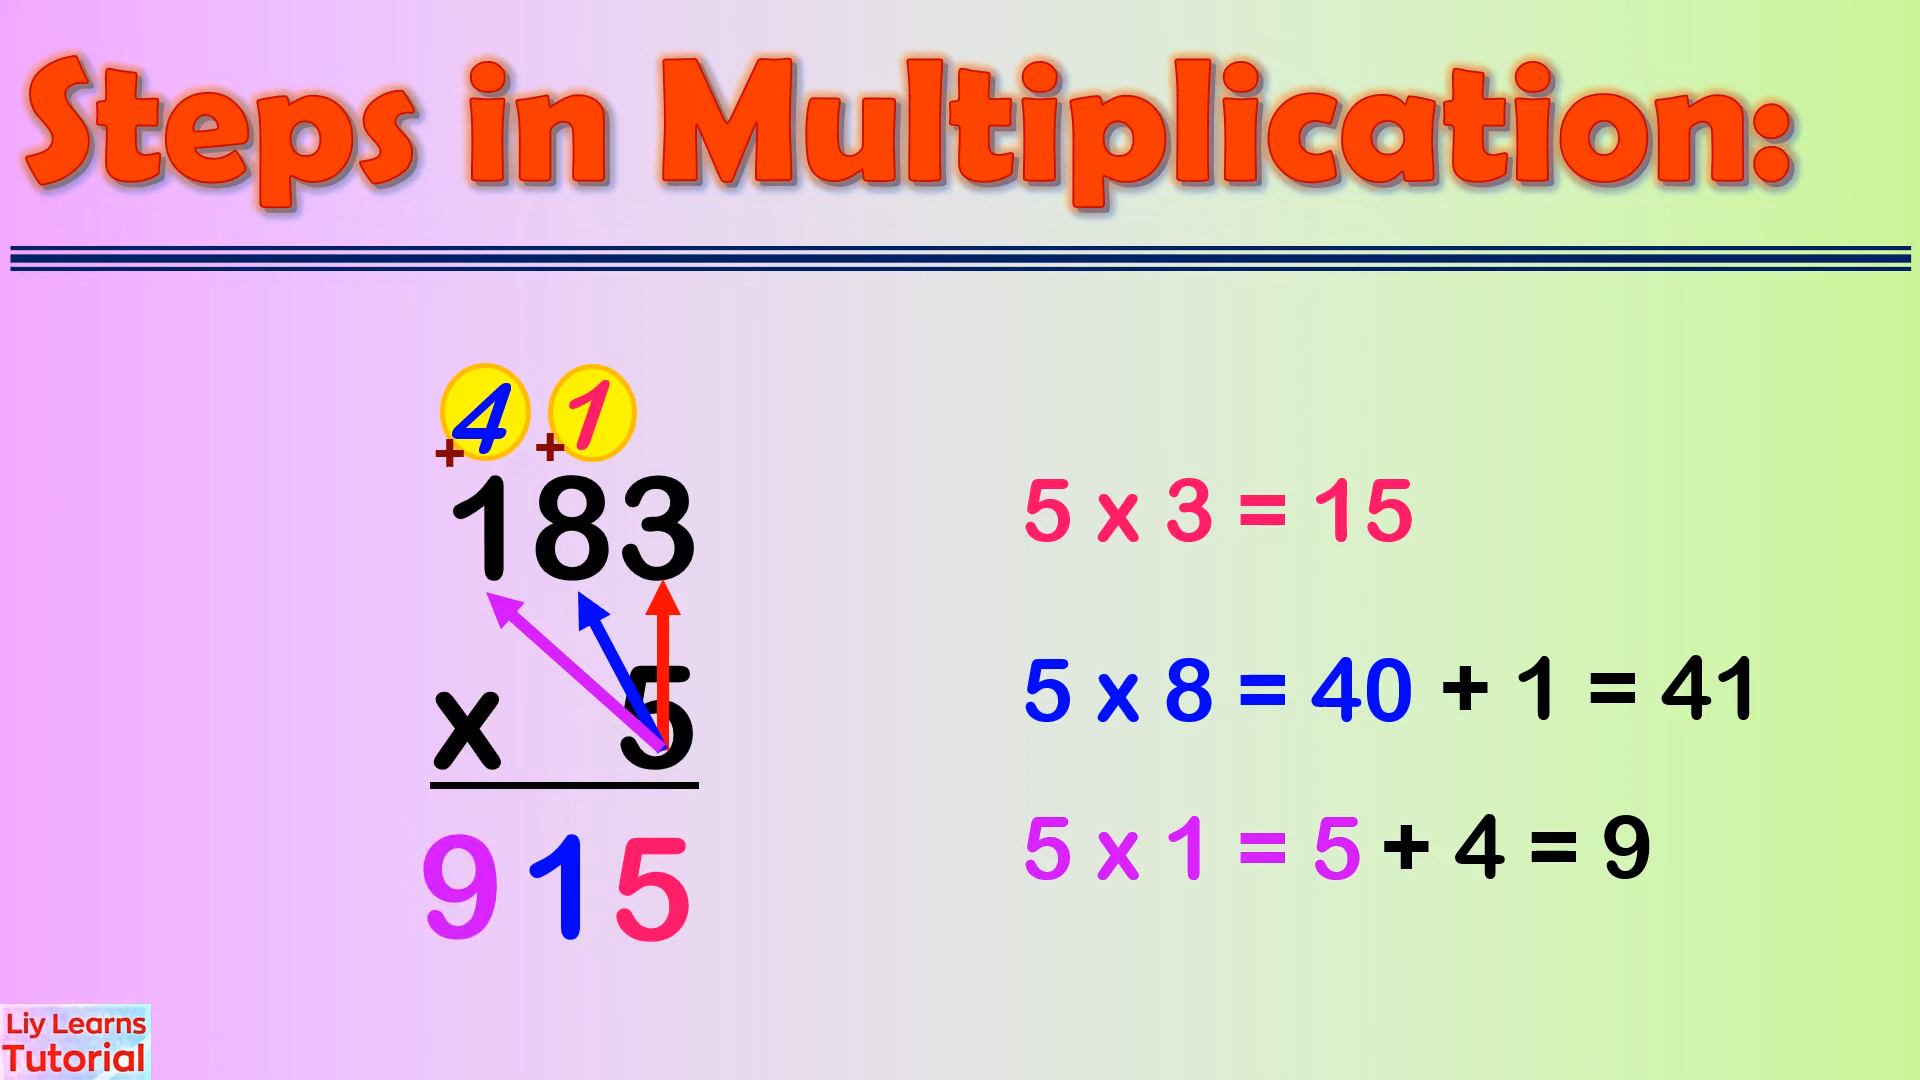 Steps in Multiplication:
+4 +1
183
x 5
915
5 x 3 = 15
5 x 8 = 40 + 1 = 41
5 x 1 = 5 + 4 = 9
Liy Learns
Tutorial